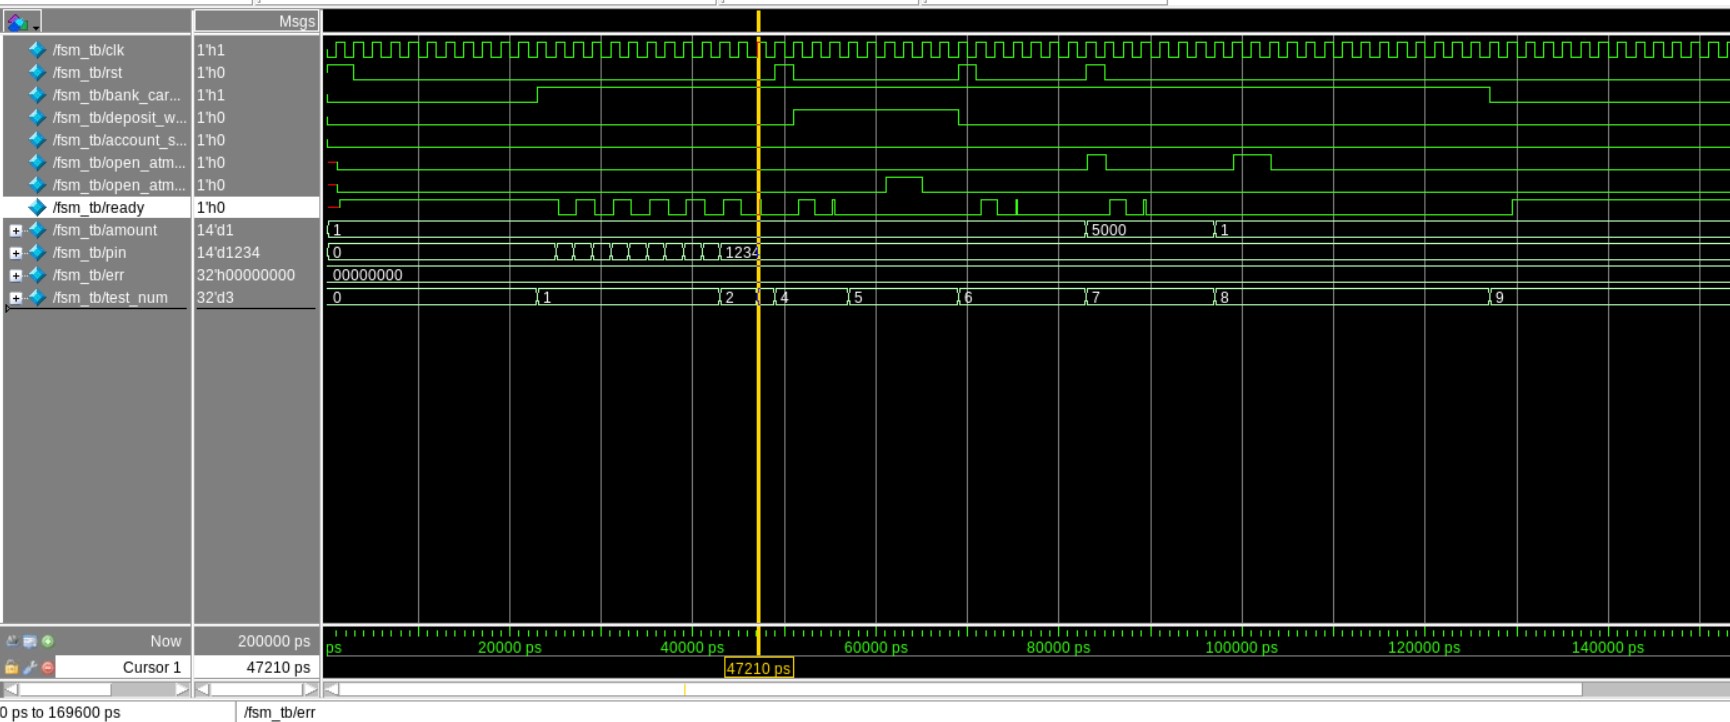 Msgs
/fsm_tb/clk 1'h1
/fsm_tb/rst 1'h0
/fsm_tb/bank_car... 1'h1
/fsm_tb/deposit_w... 1'h0
/fsm_tb/account_s... 1'h0
/fsm_tb/open_atm... 1'h0
/fsm_tb/open_atm... 1'h0
/fsm_tb/ready 1'h0
/fsm_tb/amount 14'd1 1 5000 1
/fsm_tb/pin 14'd1234 0 1234
/fsm_tb/err 32'h00000000 00000000
/fsm_tb/test_num 32'd3 0 1 2 4 5 6 7 8 9
Now 200000 ps ps 20000 ps 40000 ps 60000 ps 80000 ps 100000 ps 120000 ps 140000 ps
Cursor 1 47210 ps 47210 ps
0 ps to 169600 ps /fsm_tb/err